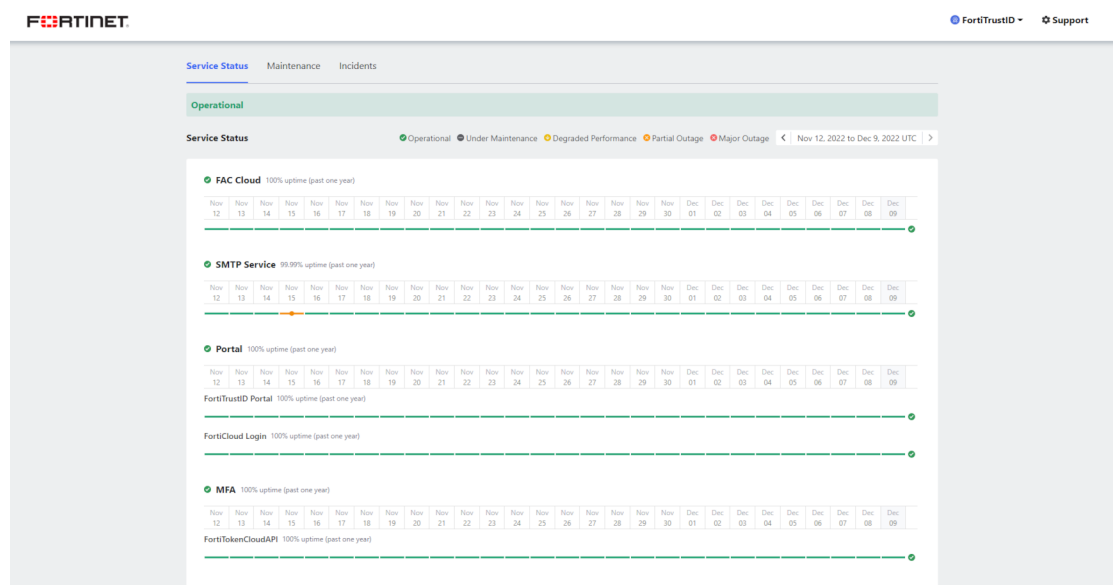 FORTINET
FortiTrustID Support
Service Status Maintenance Incidents
Operational
Service Status Operational Under Maintenance Degraded Performance Partial Outage Major Outage Nov 12, 2022 to Dec 9, 2022 UTC
FAC Cloud 100% uptime (past one year)
Nov Nov Nov Nov Nov Nov Nov Nov Nov Nov Nov Nov Nov Nov Nov Nov Nov Nov Nov Dec Dec Dec Dec Dec Dec Dec Dec Dec
12 13 14 15 16 17 18 19 20 21 22 23 24 25 26 27 28 29 30 01 02 03 04 05 06 07 08 09
SMTP Service 99.99% uptime (past one year)
Nov Nov Nov Nov Nov Nov Nov Nov Nov Nov Nov Nov Nov Nov Nov Nov Nov Nov Nov Dec Dec Dec Dec Dec Dec Dec Dec Dec
12 13 14 15 16 17 18 19 20 21 22 23 24 25 26 27 28 29 30 01 02 03 04 05 06 07 08 09
Portal 100% uptime (past one year)
Nov Nov Nov Nov Nov Nov Nov Nov Nov Nov Nov Nov Nov Nov Nov Nov Nov Nov Nov Dec Dec Dec Dec Dec Dec Dec Dec Dec
12 13 14 15 16 17 18 19 20 21 22 23 24 25 26 27 28 29 30 01 02 03 04 05 06 07 08 09
FortiTrustID Portal 100% uptime (past one year)
FortiCloud Login 100% uptime (past one year)
MFA 100% uptime (past one year)
Nov Nov Nov Nov Nov Nov Nov Nov Nov Nov Nov Nov Nov Nov Nov Nov Nov Nov Nov Dec Dec Dec Dec Dec Dec Dec Dec Dec
12 13 14 15 16 17 18 19 20 21 22 23 24 25 26 27 28 29 30 01 02 03 04 05 06 07 08 09
FortiTokenCloudAPI 100% uptime (past one year)